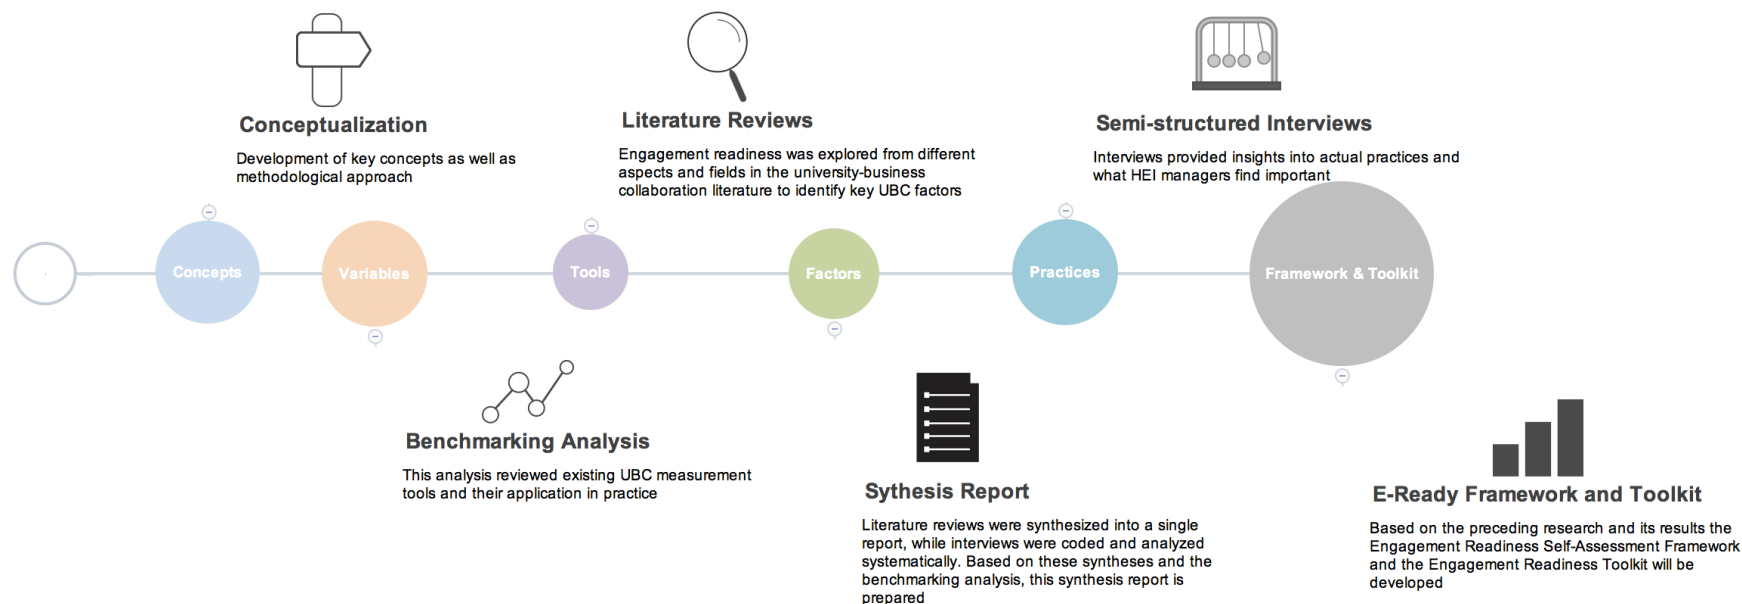 Conceptualization
Development of key concepts as well as
methodological approach
Literature Reviews
Engagement readiness was explored from different
aspects and fields in the university-business
collaboration literature to identify key UBC factors
Semi-structured Interviews
Interviews provided insights into actual practices and
what HEI managers find important
Concepts
Variables
Tools
Factors
Practices
Framework & Toolkit
Benchmarking Analysis
This analysis reviewed existing UBC measurement
tools and their application in practice
Sythesis Report
Literature reviews were synthesized into a single
report, while interviews were coded and analyzed
systematically. Based on these syntheses and the
benchmarking analysis, this synthesis report is
prepared
E-Ready Framework and Toolkit
Based on the preceding research and its results the
Engagement Readiness Self-Assessment Framework
and the Engagement Readiness Toolkit will be
developed